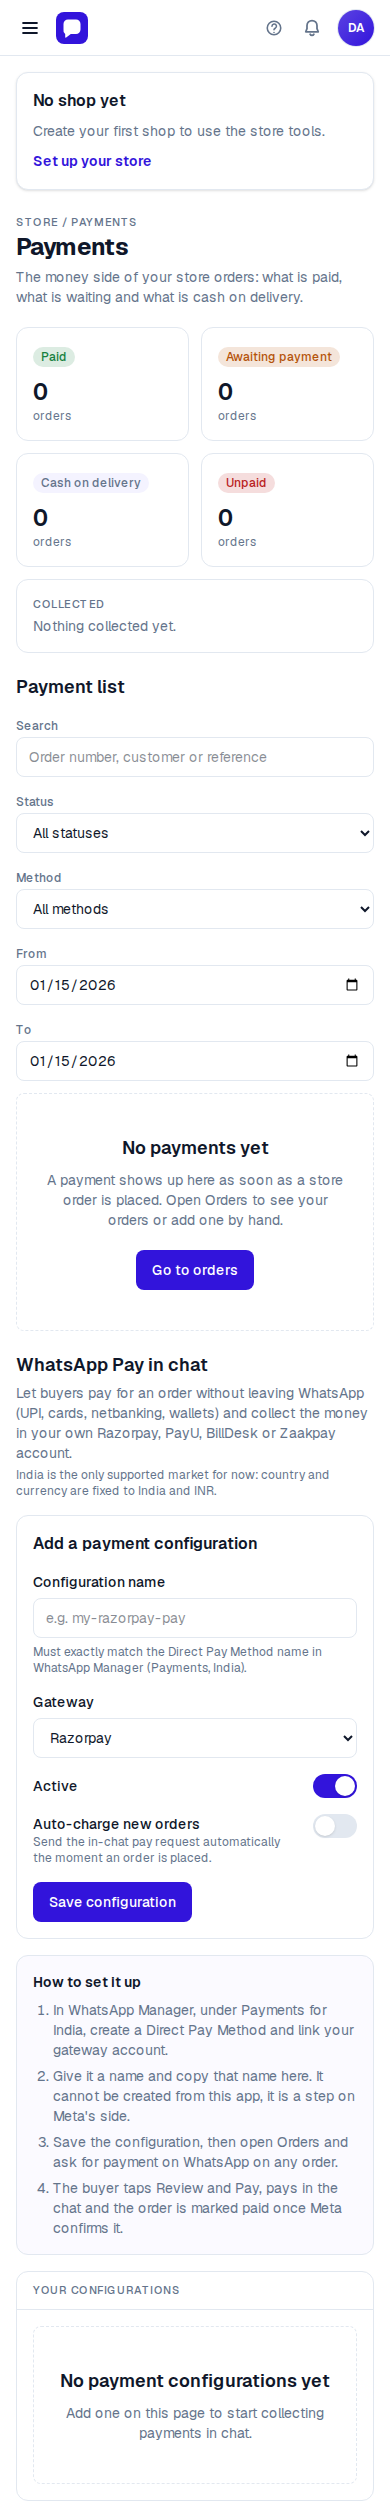 DA
No shop yet
Create your first shop to use the store tools.
Set up your store
STORE / PAYMENTS
Payments
The money side of your store orders: what is paid,
what is waiting and what is cash on delivery.
Paid
0
orders
Awaiting payment
0
orders
Cash on delivery
0
orders
Unpaid
0
orders
COLLECTED
Nothing collected yet.
Payment list
Search
Order number, customer or reference
Status
All statuses
Method
All methods
From
01/15/2026
To
01/15/2026
No payments yet
A payment shows up here as soon as a store
order is placed. Open Orders to see your
orders or add one by hand.
Go to orders
WhatsApp Pay in chat
Let buyers pay for an order without leaving WhatsApp
(UPI, cards, netbanking, wallets) and collect the money
in your own Razorpay, PayU, BillDesk or Zaakpay
account.
India is the only supported market for now: country and
currency are fixed to India and INR.
Add a payment configuration
Configuration name
e.g. my-razorpay-pay
Must exactly match the Direct Pay Method name in
WhatsApp Manager (Payments, India).
Gateway
Razorpay
Active
Auto-charge new orders
Send the in-chat pay request automatically
the moment an order is placed.
Save configuration
How to set it up
1. In WhatsApp Manager, under Payments for
India, create a Direct Pay Method and link your
gateway account.
2. Give it a name and copy that name here. It
cannot be created from this app, it is a step on
Meta's side.
3. Save the configuration, then open Orders and
ask for payment on WhatsApp on any order.
4. The buyer taps Review and Pay, pays in the
chat and the order is marked paid once Meta
confirms it.
YOUR CONFIGURATIONS
No payment configurations yet
Add one on this page to start collecting
payments in chat.